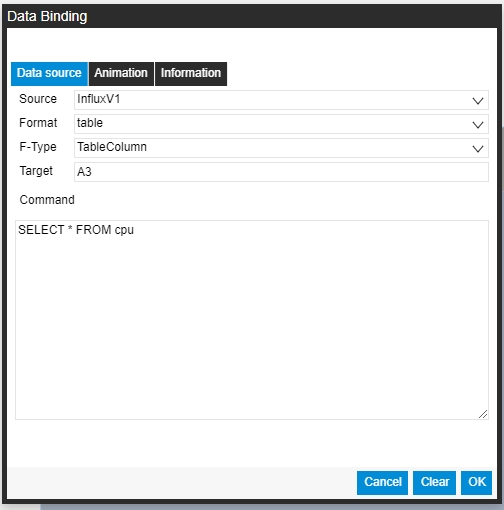 Data Binding
Data source Animation Information
Source InfluxV1
Format table
F-Type TableColumn
Target A3
Command
SELECT * FROM cpu
Cancel Clear OK